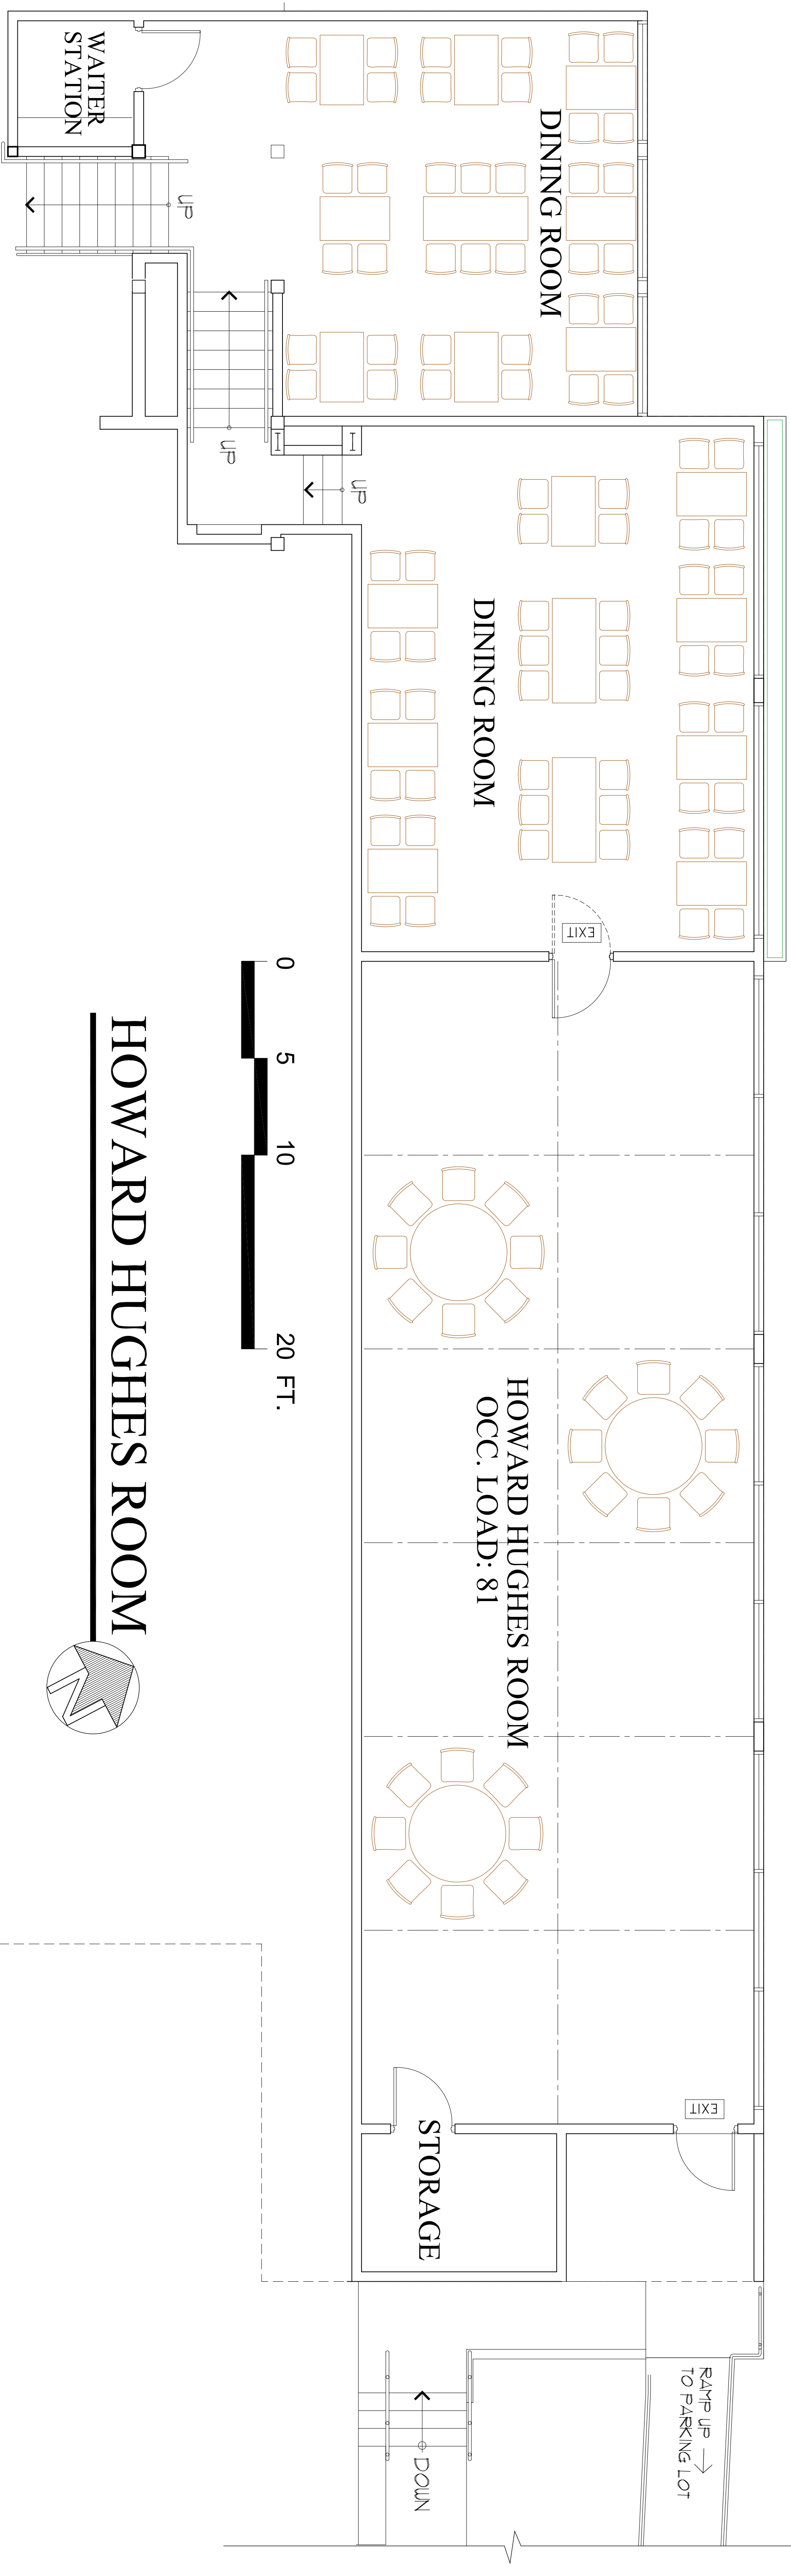 WAITER
STATION
UP
UP
UP
DINING ROOM
DINING ROOM
EXIT
HOWARD HUGHES ROOM
OCC. LOAD: 81
EXIT
STORAGE
RAMP UP →
TO PARKING LOT
DOWN
0 5 10 20 FT.
HOWARD HUGHES ROOM
N